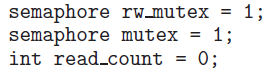 semaphore rw_mutex = 1;
semaphore mutex = 1;
int read_count = 0;